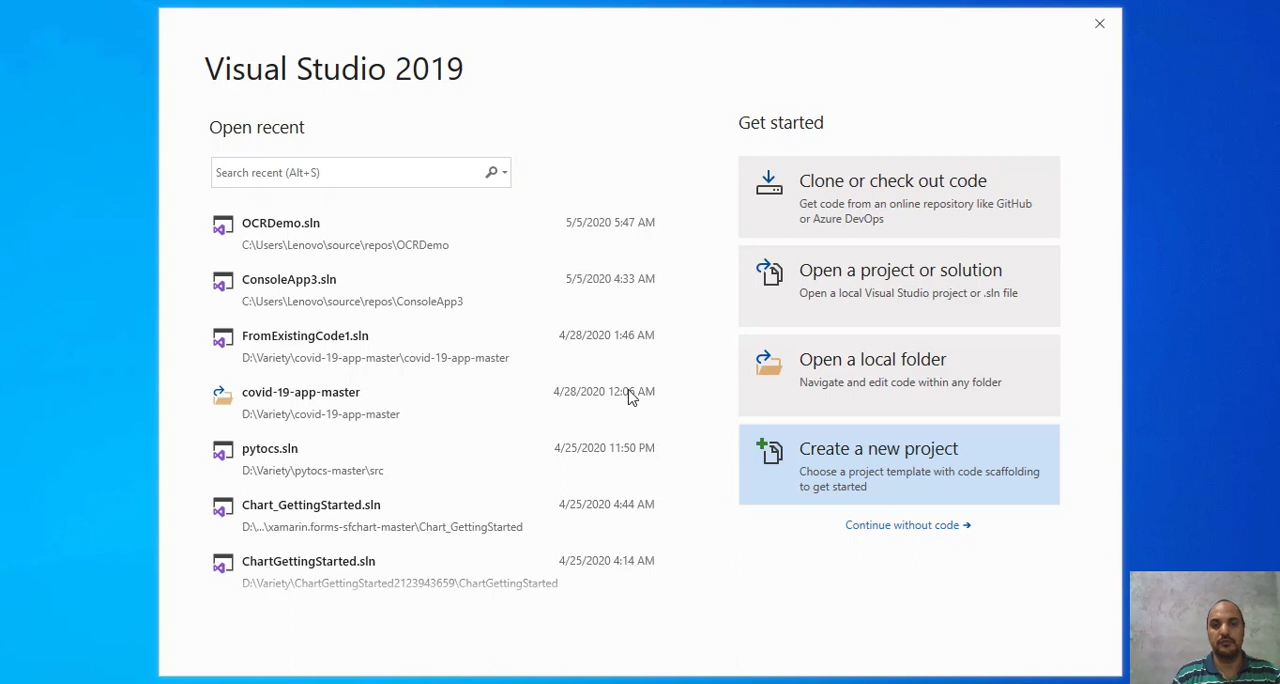 Visual Studio 2019
Open recent
Search recent (Alt+S)
OCRDemo.sln 5/5/2020 5:47 AM
C:\Users\Lenovo\source\repos\OCRDemo
ConsoleApp3.sln 5/5/2020 4:33 AM
C:\Users\Lenovo\source\repos\ConsoleApp3
FromExistingCode1.sln 4/28/2020 1:46 AM
D:\Variety\covid-19-app-master\covid-19-app-master
covid-19-app-master 4/28/2020 12:06 AM
D:\Variety\covid-19-app-master
pytocs.sln 4/25/2020 11:50 PM
D:\Variety\pytocs-master\src
Chart_GettingStarted.sln 4/25/2020 4:44 AM
D:\...\xamarin.forms-sfchart-master\Chart_GettingStarted
ChartGettingStarted.sln 4/25/2020 4:14 AM
D:\Variety\ChartGettingStarted2123943659\ChartGettingStarted
Get started
Clone or check out code
Get code from an online repository like GitHub
or Azure DevOps
Open a project or solution
Open a local Visual Studio project or .sln file
Open a local folder
Navigate and edit code within any folder
Create a new project
Choose a project template with code scaffolding
to get started
Continue without code →